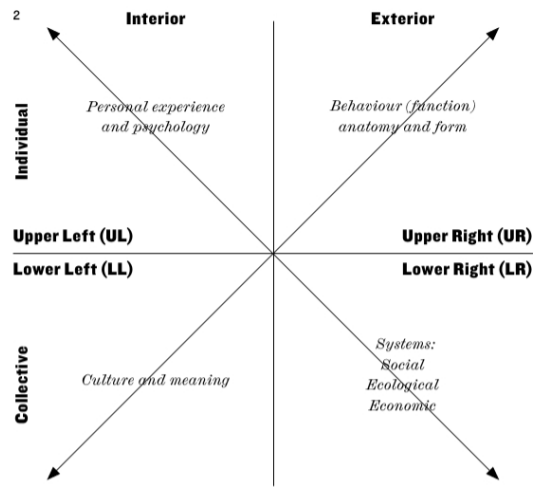 2
Interior
Exterior
Individual
Personal experience
and psychology
Behaviour (function)
anatomy and form
Upper Left (UL)
Upper Right (UR)
Lower Left (LL)
Lower Right (LR)
Collective
Culture and meaning
Systems:
Social
Ecological
Economic